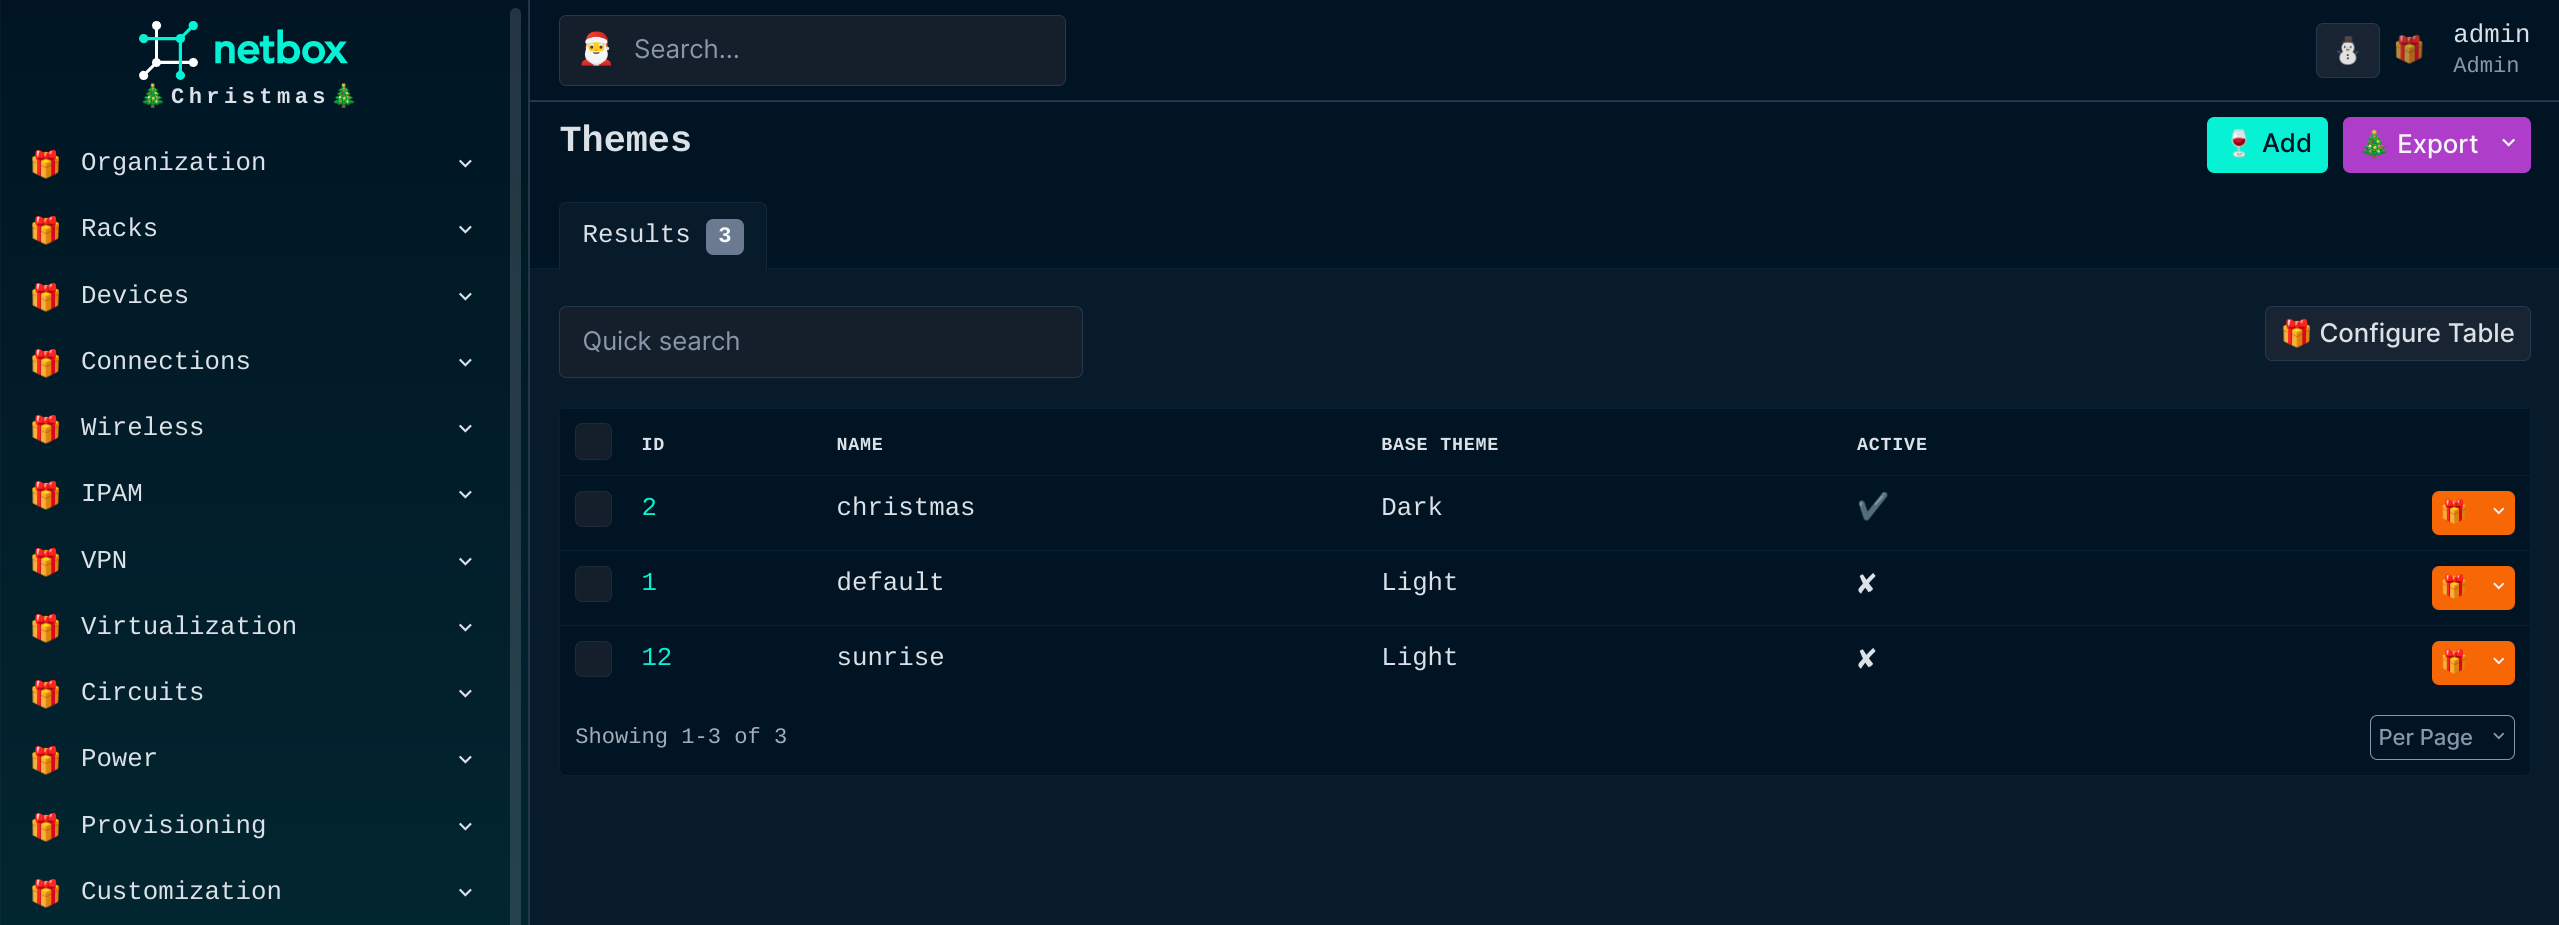 netbox
Christmas
Organization
Racks
Devices
Connections
Wireless
IPAM
VPN
Virtualization
Circuits
Power
Provisioning
Customization
Search...
admin
Admin
Themes
Add
Export
Results 3
Quick search
Configure Table
ID NAME BASE THEME ACTIVE
2 christmas Dark ✔
1 default Light ✘
12 sunrise Light ✘
Showing 1-3 of 3
Per Page